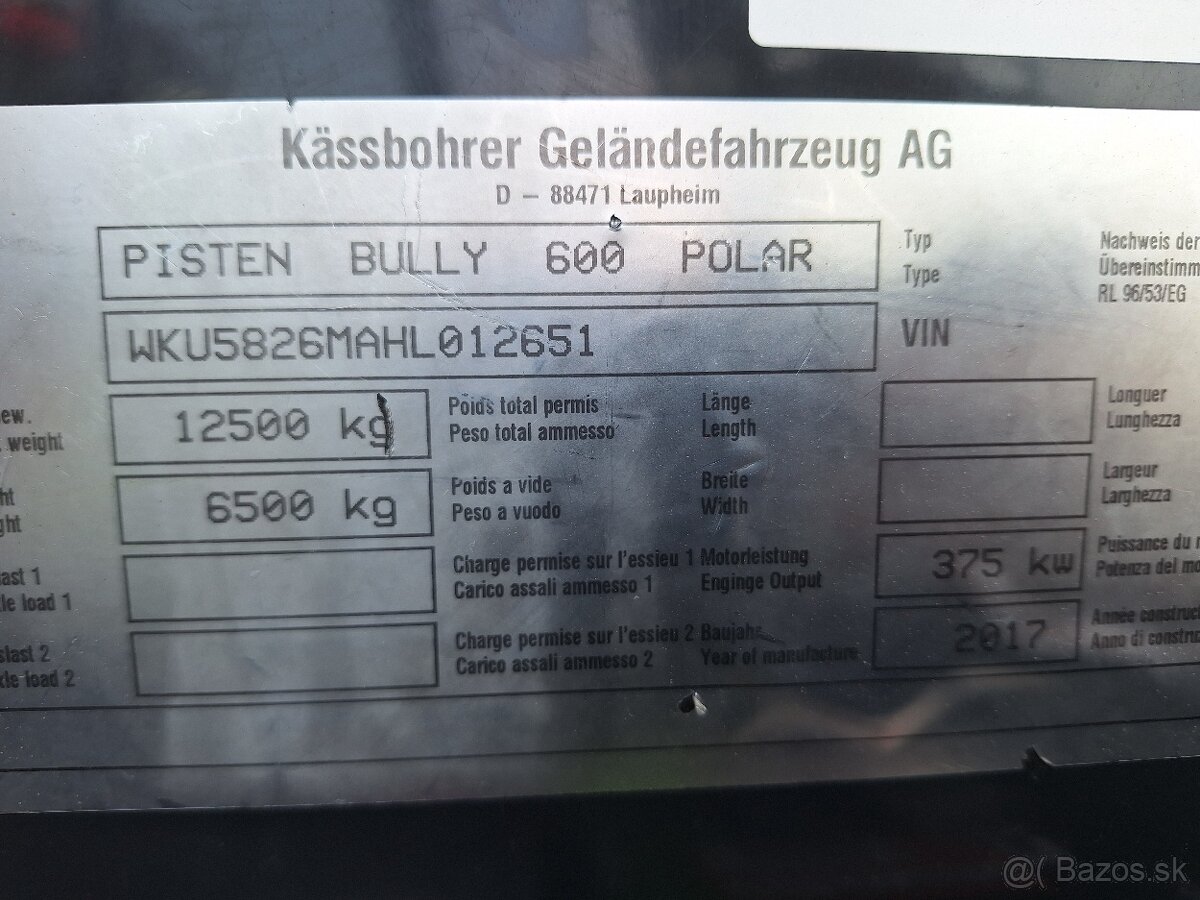 Kässbohrer Geländefahrzeug AG
D – 88471 Laupheim
PISTEN BULLY 600 POLAR
Typ
Type
Nachweis der
Übereinstimm
RL 96/53/EG
WKU5826MAHL012651
VIN
ew.
. weight
12500 kg
Poids total permis
Peso total ammesso
Länge
Length
Longuer
Lunghezza
ht
ght
6500 kg
Poids a vide
Peso a vuodo
Breite
Width
Largeur
Larghezza
last 1
le load 1
Charge permise sur l'essieu 1
Carico assali ammesso 1
Motorleistung
Enginge Output
375 kw
Puissance du m
Potenza del mo
slast 2
kle load 2
Charge permise sur l'essieu 2
Carico assali ammesso 2
Baujahr
Year of manufacture
2017
Année construc
Anno di constru
@( Bazos.sk